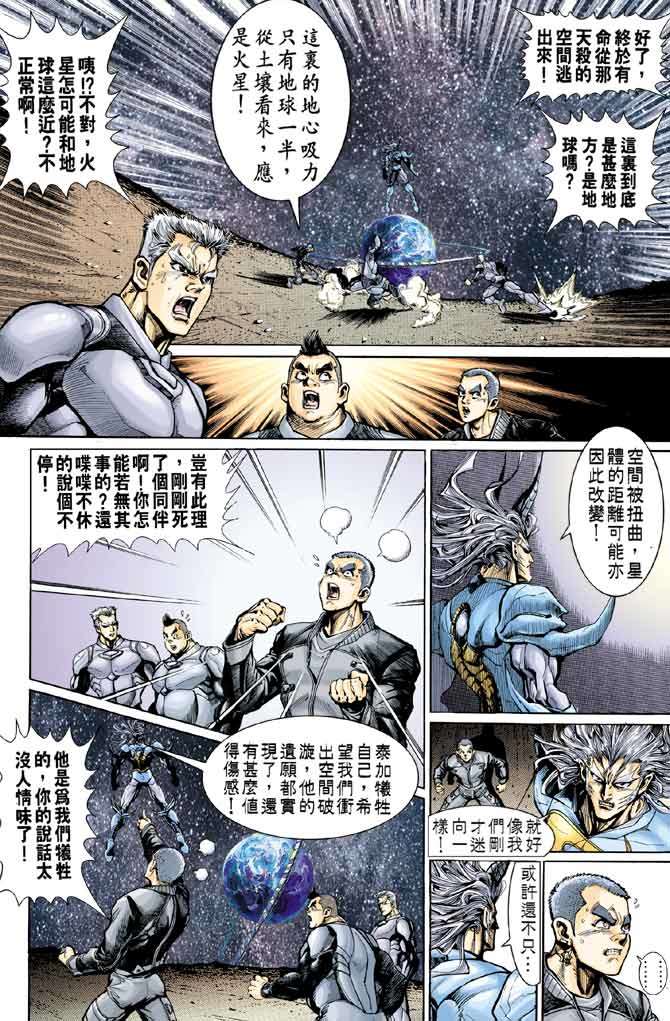 好了，
終於有
命從那
天殺的
空間逃
出來！
這裏到底
是甚麼地
方？是地
球嗎？
這裏的地心吸力
只有地球一半，
從土壤看來，應
是火星！
咦!?不對，火
星怎可能和地
球這麼近？不
正常啊！
空間被扭曲，星
體的距離可能亦
因此改變！
就好
像我
們剛
才一
向迷
樣！
或許還不只…
……
豈有此理
，剛剛死
了個同伴
啊！你怎
能若無其
事的？還
喋喋不休
的說個不
停！
泰加犧牲
自己，希
望我們衝
出空間破
漩，他的
遺願都實
現了，還
有甚麼值
得傷感！
他是爲我們犧牲
的，你的說話太
沒人情味了！